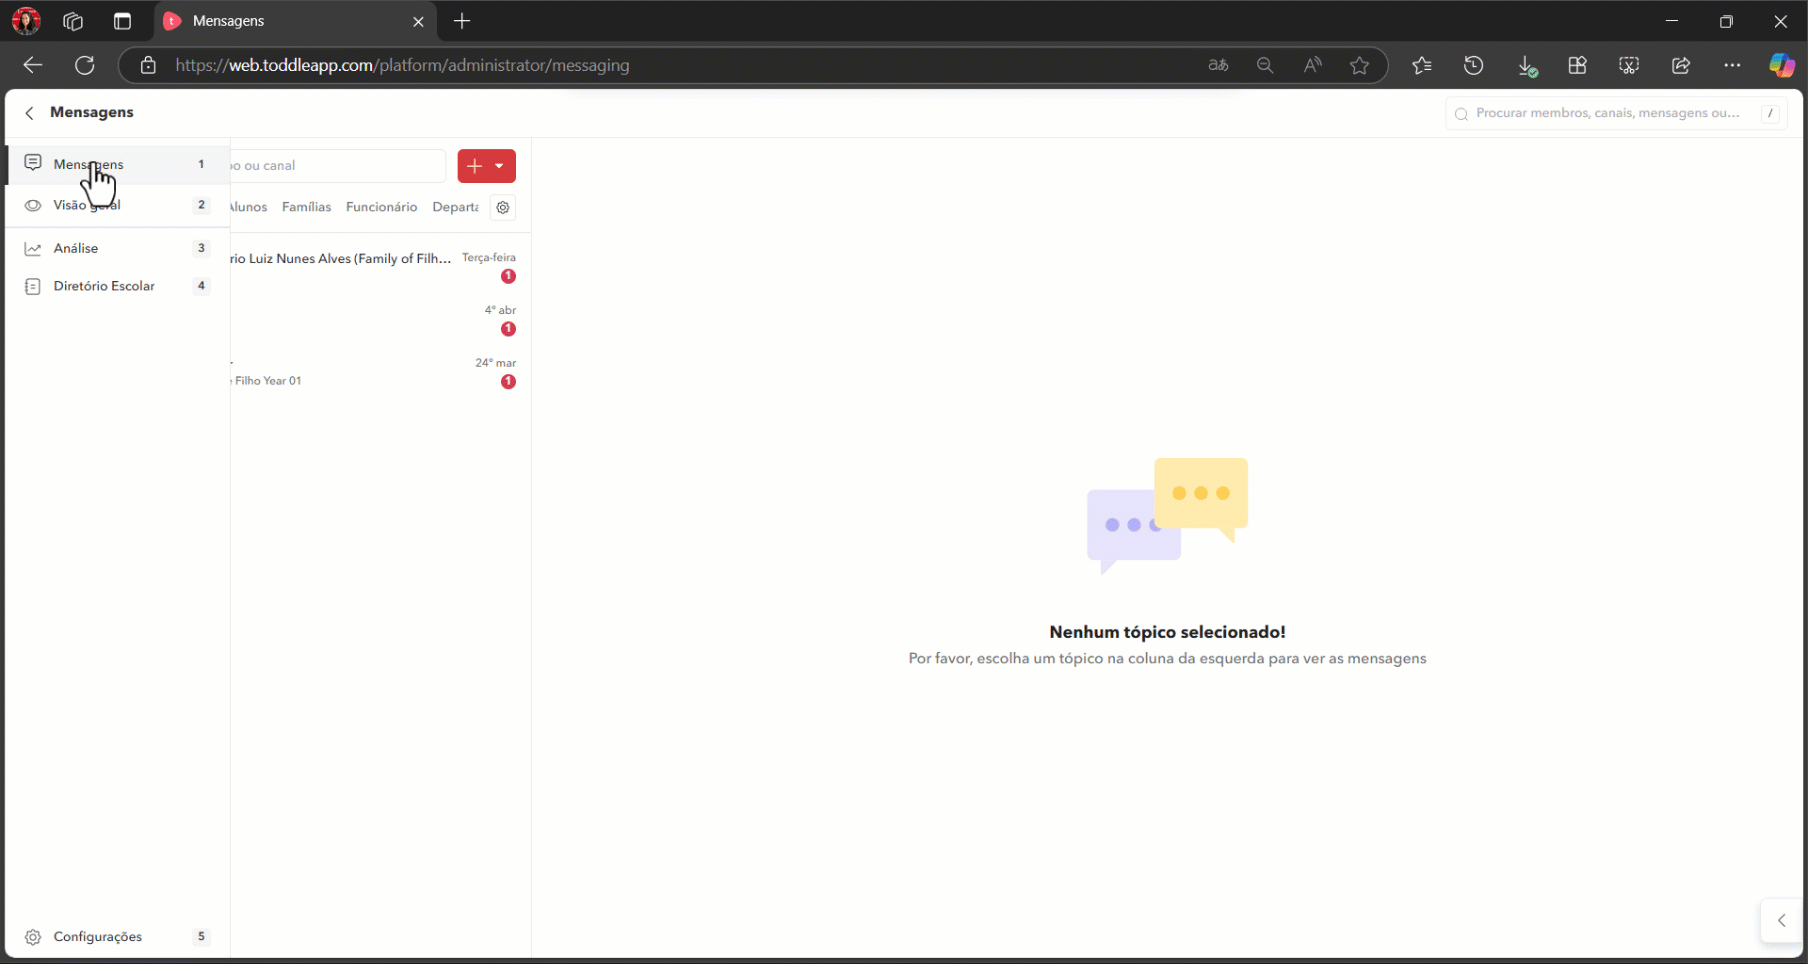 Mensagens
https://web.toddleapp.com/platform/administrator/messaging
Mensagens
Procurar membros, canais, mensagens ou... /
Mensagens 1
ou canal
Visão geral 2
Alunos Famílias Funcionário Departa
Análise 3
rio Luiz Nunes Alves (Family of Filh... Terça-feira
1
Diretório Escolar 4
4° abr
1
24° mar
Filho Year 01 1
Nenhum tópico selecionado!
Por favor, escolha um tópico na coluna da esquerda para ver as mensagens
Configurações 5